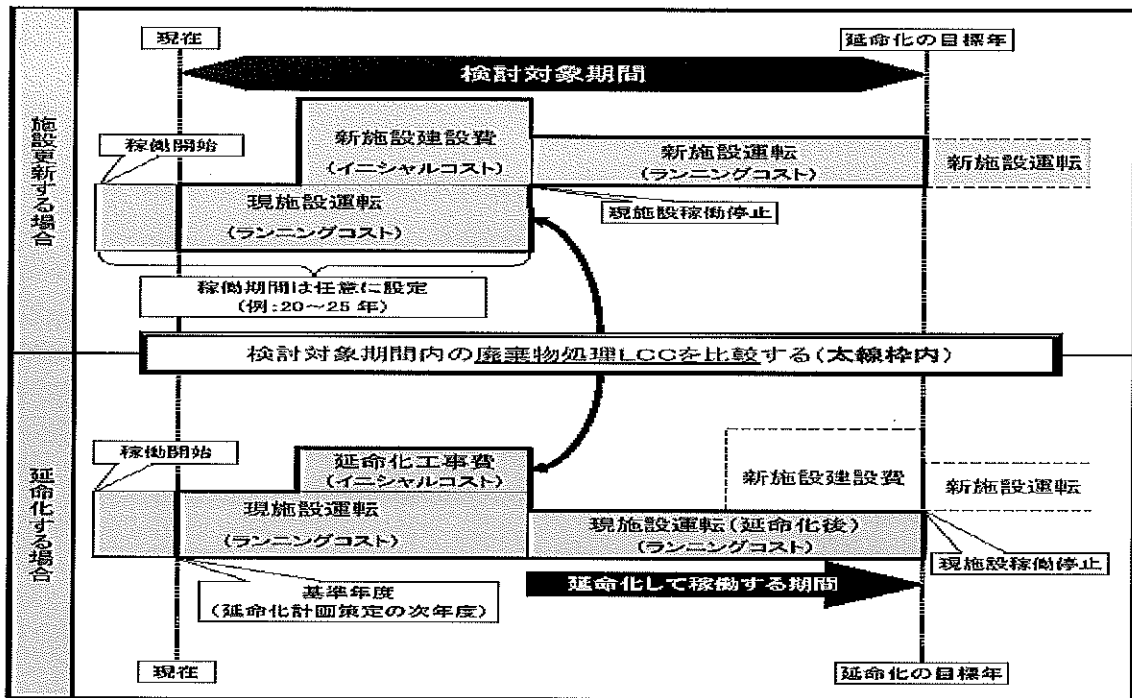 現在
延命化の目標年
検討対象期間
施設更新する場合
稼働開始
新施設建設費
(イニシャルコスト)
新施設運転
(ランニングコスト)
新施設運転
現施設運転
(ランニングコスト)
現施設稼働停止
稼働期間は任意に設定
(例:20～25年)
検討対象期間内の廃棄物処理LCCを比較する(太線枠内)
延命化する場合
稼働開始
延命化工事費
(イニシャルコスト)
新施設建設費
新施設運転
現施設運転
(ランニングコスト)
現施設運転(延命化後)
(ランニングコスト)
現施設稼働停止
延命化して稼働する期間
基準年度
(延命化計画策定の次年度)
現在
延命化の目標年